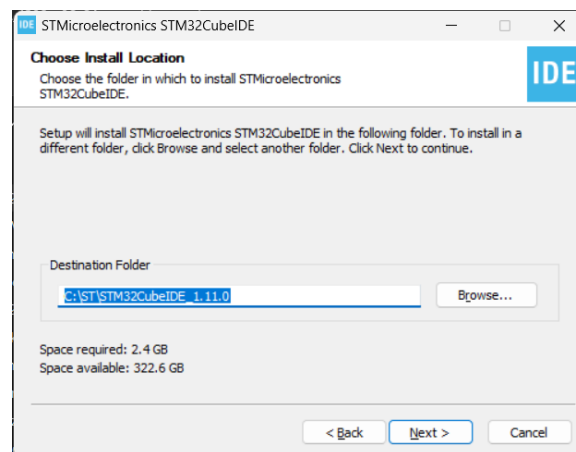 IDE STMicroelectronics STM32CubeIDE
Choose Install Location
Choose the folder in which to install STMicroelectronics
STM32CubeIDE.
IDE
Setup will install STMicroelectronics STM32CubeIDE in the following folder. To install in a
different folder, click Browse and select another folder. Click Next to continue.
Destination Folder
C:\ST\STM32CubeIDE_1.11.0
Browse...
Space required: 2.4 GB
Space available: 322.6 GB
< Back Next > Cancel